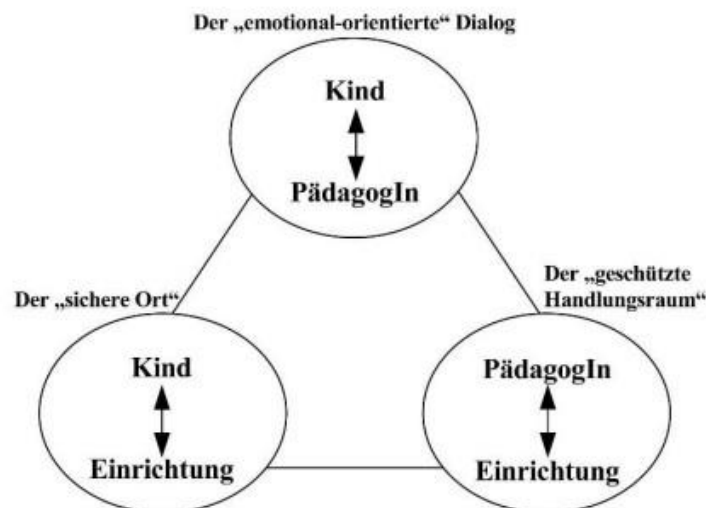 Der „emotional-orientierte“ Dialog
Kind
PädagogIn
Der „sichere Ort“
Kind
Einrichtung
Der „geschützte
Handlungsraum“
PädagogIn
Einrichtung